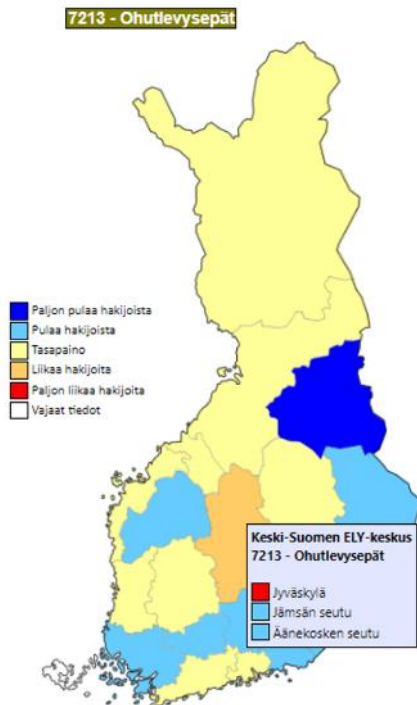 7213 - Ohutlevysepät
Paljon pulaa hakijoista
Pulaa hakijoista
Tasapaino
Liikaa hakijoita
Paljon liikaa hakijoita
Vajaat tiedot
Keski-Suomen ELY-keskus
7213 - Ohutlevysepät
Jyväskylä
Jämsän seutu
Äänekosken seutu